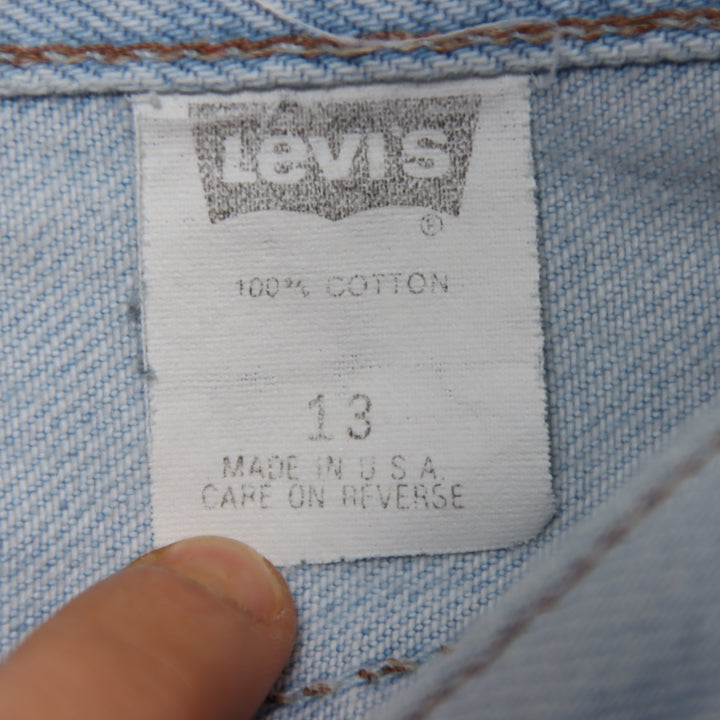 Levi's
®
100% COTTON
13
MADE IN U S A
CARE ON REVERSE